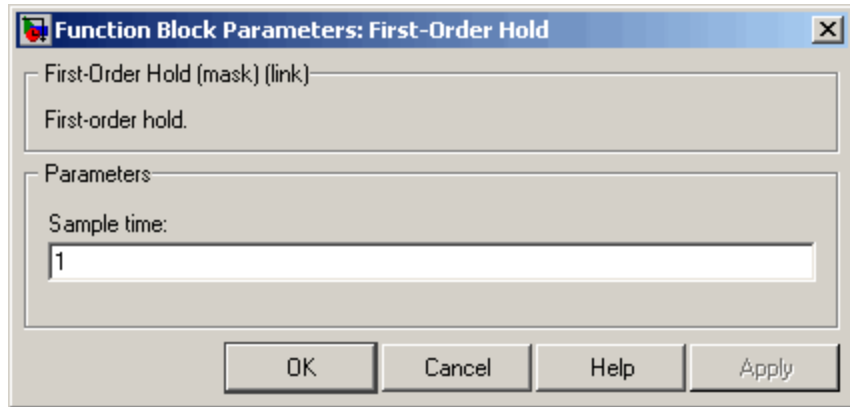 Function Block Parameters: First-Order Hold
First-Order Hold (mask) (link)
First-order hold.
Parameters
Sample time:
1
OK Cancel Help Apply